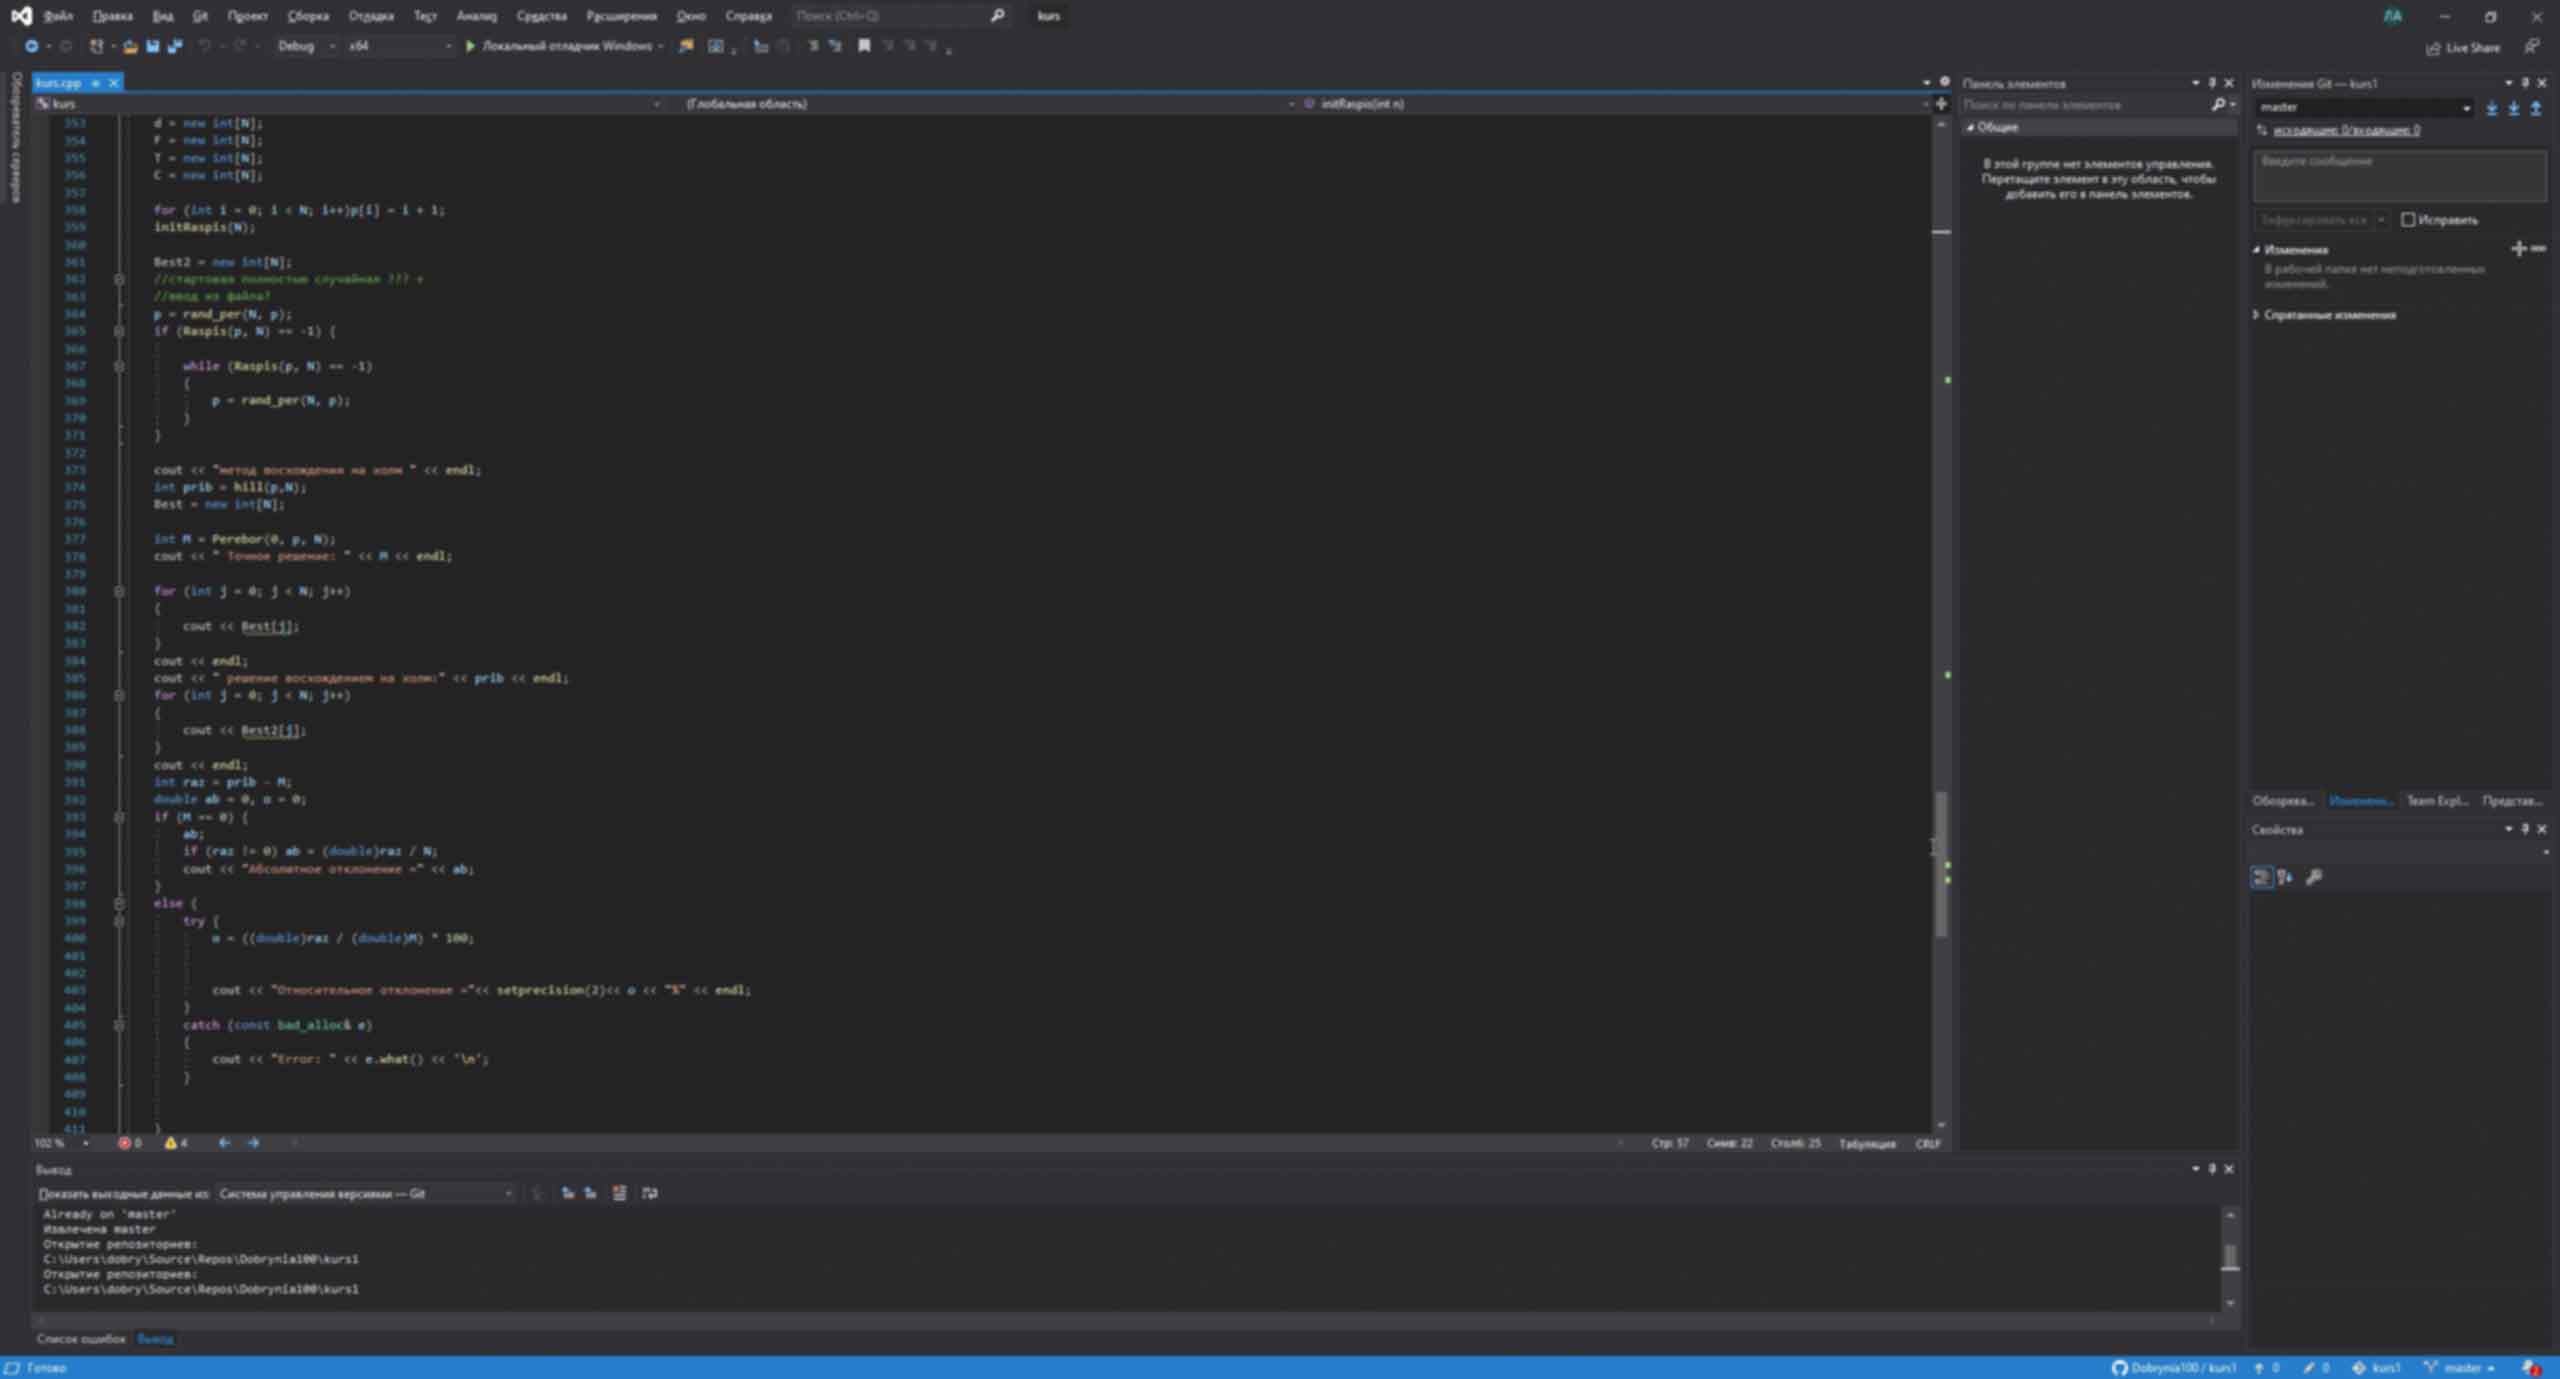 Файл Правка Вид Git Проект Сборка Отладка Тест Анализ Средства Расширения Окно Справка Поиск (Ctrl+Q) kurs ЛА
Debug x64 Локальный отладчик Windows Live Share
Обозреватель серверов
kurs.cpp
kurs (Глобальная область) initRaspis(int n)
353 d = new int[N];
354 F = new int[N];
355 T = new int[N];
356 C = new int[N];
357
358 for (int i = 0; i < N; i++)p[i] = i + 1;
359 initRaspis(N);
360
361 Best2 = new int[N];
362 //стартовая полностью случайная ??? +
363 //ввод из файла?
364 p = rand_per(N, p);
365 if (Raspis(p, N) == -1) {
366
367 while (Raspis(p, N) == -1)
368 {
369 p = rand_per(N, p);
370 }
371 }
372
373 cout << "метод восхождения на холм " << endl;
374 int prib = hill(p,N);
375 Best = new int[N];
376
377 int M = Perebor(0, p, N);
378 cout << " Точное решение: " << M << endl;
379
380 for (int j = 0; j < N; j++)
381 {
382 cout << Best[j];
383 }
384 cout << endl;
385 cout << " решение восхождением на холм:" << prib << endl;
386 for (int j = 0; j < N; j++)
387 {
388 cout << Best2[j];
389 }
390 cout << endl;
391 int raz = prib - M;
392 double ab = 0, o = 0;
393 if (M == 0) {
394 ab;
395 if (raz != 0) ab = (double)raz / N;
396 cout << "Абсолютное отклонение =" << ab;
397 }
398 else {
399 try {
400 o = ((double)raz / (double)M) * 100;
401
402
403 cout << "Относительное отклонение ="<< setprecision(2)<< o << "%" << endl;
404 }
405 catch (const bad_alloc& e)
406 {
407 cout << "Error: " << e.what() << '\n';
408 }
409
410
411 }
102 % 0 4 Стр: 57 Симв: 22 Столб: 25 Табуляция CRLF
Панель элементов
Поиск по панели элементов
Общие
В этой группе нет элементов управления.
Перетащите элемент в эту область, чтобы
добавить его в панель элементов.
Изменения Git — kurs1
master
исходящие: 0/входящие: 0
Введите сообщение
Зафиксировать все Исправить
Изменения
В рабочей папке нет неподготовленных
изменений.
Спрятанные изменения
Обозрева... Изменени... Team Expl... Представ...
Свойства
Вывод
Показать выходные данные из: Система управления версиями — Git
Already on 'master'
Извлечена master
Открытие репозиториев:
C:\Users\dobry\Source\Repos\Dobrynia100\kurs1
Открытие репозиториев:
C:\Users\dobry\Source\Repos\Dobrynia100\kurs1
Список ошибок Вывод
Готово Dobrynia100 / kurs1 0 0 kurs1 master 2